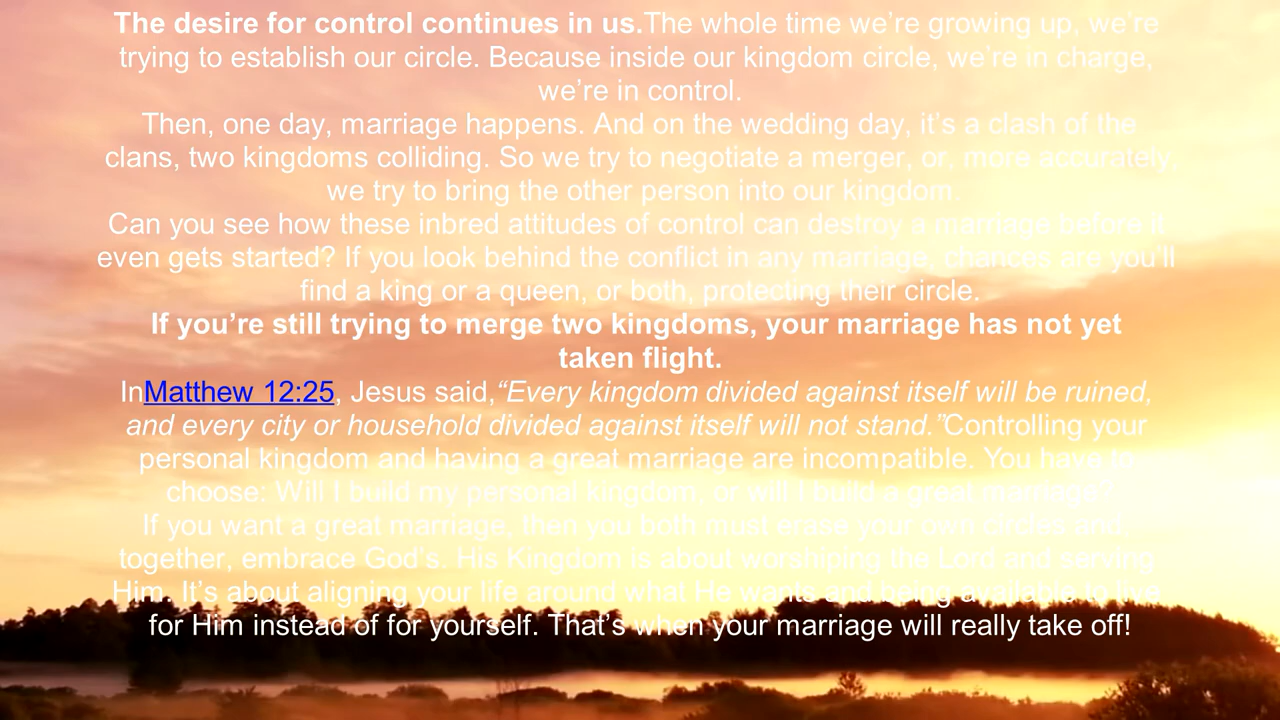 The desire for control continues in us.The whole time we’re growing up, we’re
trying to establish our circle. Because inside our kingdom circle, we’re in charge,
we’re in control.
Then, one day, marriage happens. And on the wedding day, it’s a clash of the
clans, two kingdoms colliding. So we try to negotiate a merger, or, more accurately,
we try to bring the other person into our kingdom.
Can you see how these inbred attitudes of control can destroy a marriage before it
even gets started? If you look behind the conflict in any marriage, chances are you’ll
find a king or a queen, or both, protecting their circle.
If you’re still trying to merge two kingdoms, your marriage has not yet
taken flight.
InMatthew 12:25, Jesus said,“Every kingdom divided against itself will be ruined,
and every city or household divided against itself will not stand.”Controlling your
personal kingdom and having a great marriage are incompatible. You have to
choose: Will I build my personal kingdom, or will I build a great marriage?
If you want a great marriage, then you both must erase your own circles and
together, embrace God’s. His Kingdom is about worshiping the Lord and serving
Him. It’s about aligning your life around what He wants and being available to live
for Him instead of for yourself. That’s when your marriage will really take off!